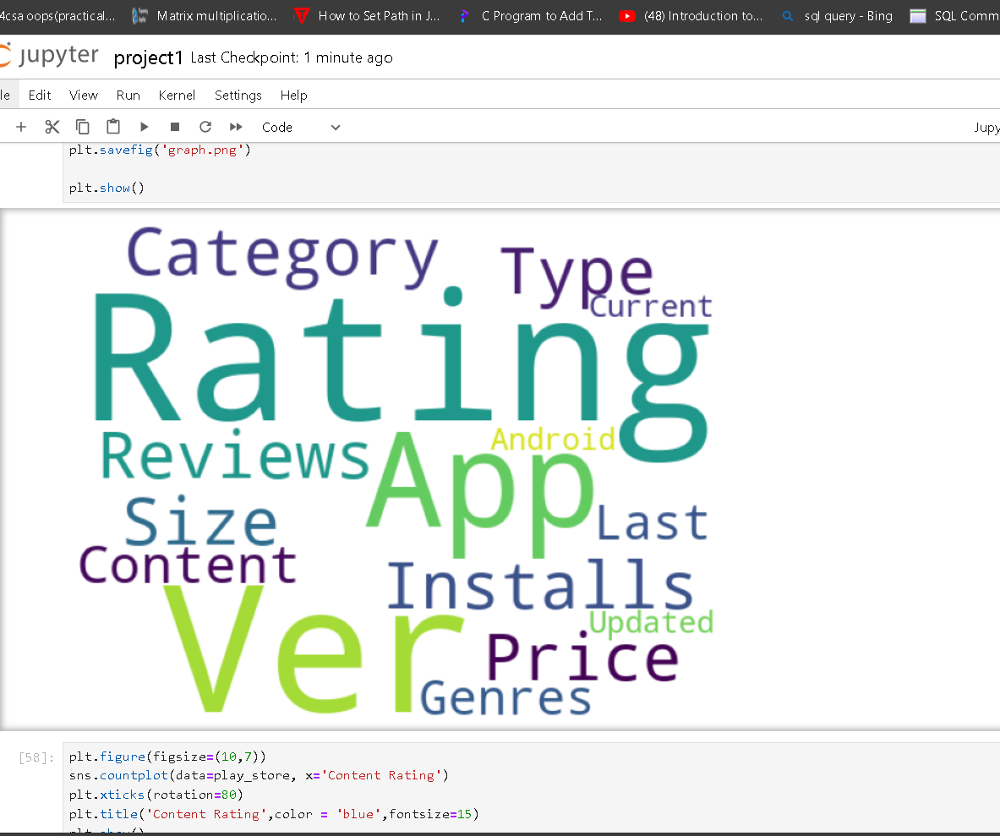 4csa oops(practical... Matrix multiplicatio... How to Set Path in J... C Program to Add T... (48) Introduction to... sql query - Bing SQL Comm
jupyter project1 Last Checkpoint: 1 minute ago
le Edit View Run Kernel Settings Help
Code Jupy
plt.savefig('graph.png')
plt.show()
Category
Type
Current
Rating
Reviews
App
Android
Size
Last
Content
Installs
Ver
Updated
Price
Genres
[58]: plt.figure(figsize=(10,7))
sns.countplot(data=play_store, x='Content Rating')
plt.xticks(rotation=80)
plt.title('Content Rating',color = 'blue',fontsize=15)
plt.show()